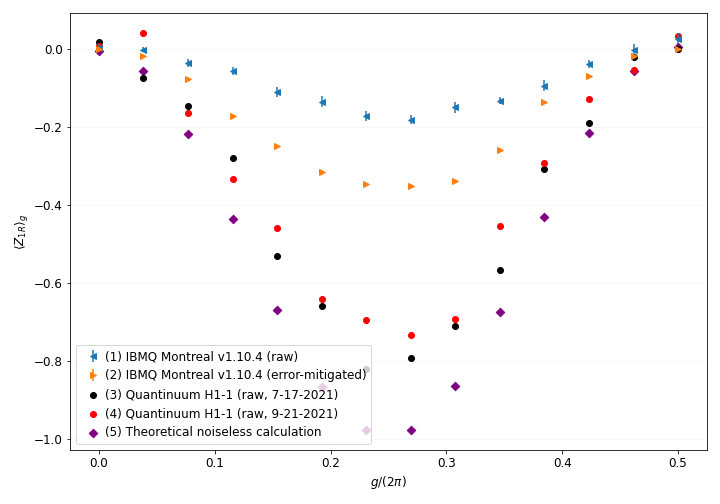 0.0
−0.2
−0.4
−0.6
−0.8
−1.0
⟨Z1R⟩g
(1) IBMQ Montreal v1.10.4 (raw)
(2) IBMQ Montreal v1.10.4 (error-mitigated)
(3) Quantinuum H1-1 (raw, 7-17-2021)
(4) Quantinuum H1-1 (raw, 9-21-2021)
(5) Theoretical noiseless calculation
0.0 0.1 0.2 0.3 0.4 0.5
g/(2π)